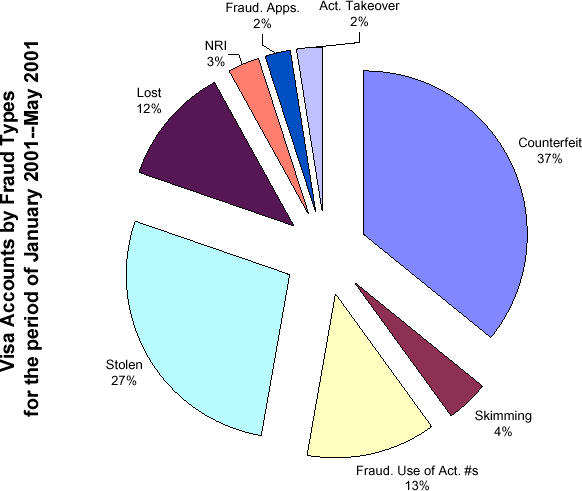 Visa Accounts by Fraud Types
for the period of January 2001--May 2001
Fraud. Apps.
2%
Act. Takeover
2%
NRI
3%
Lost
12%
Counterfeit
37%
Stolen
27%
Skimming
4%
Fraud. Use of Act. #s
13%